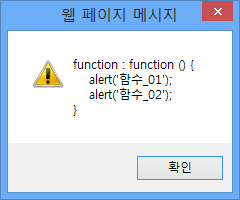 웹 페이지 메시지
function : function () {
    alert('함수_01');
    alert('함수_02');
}
확인